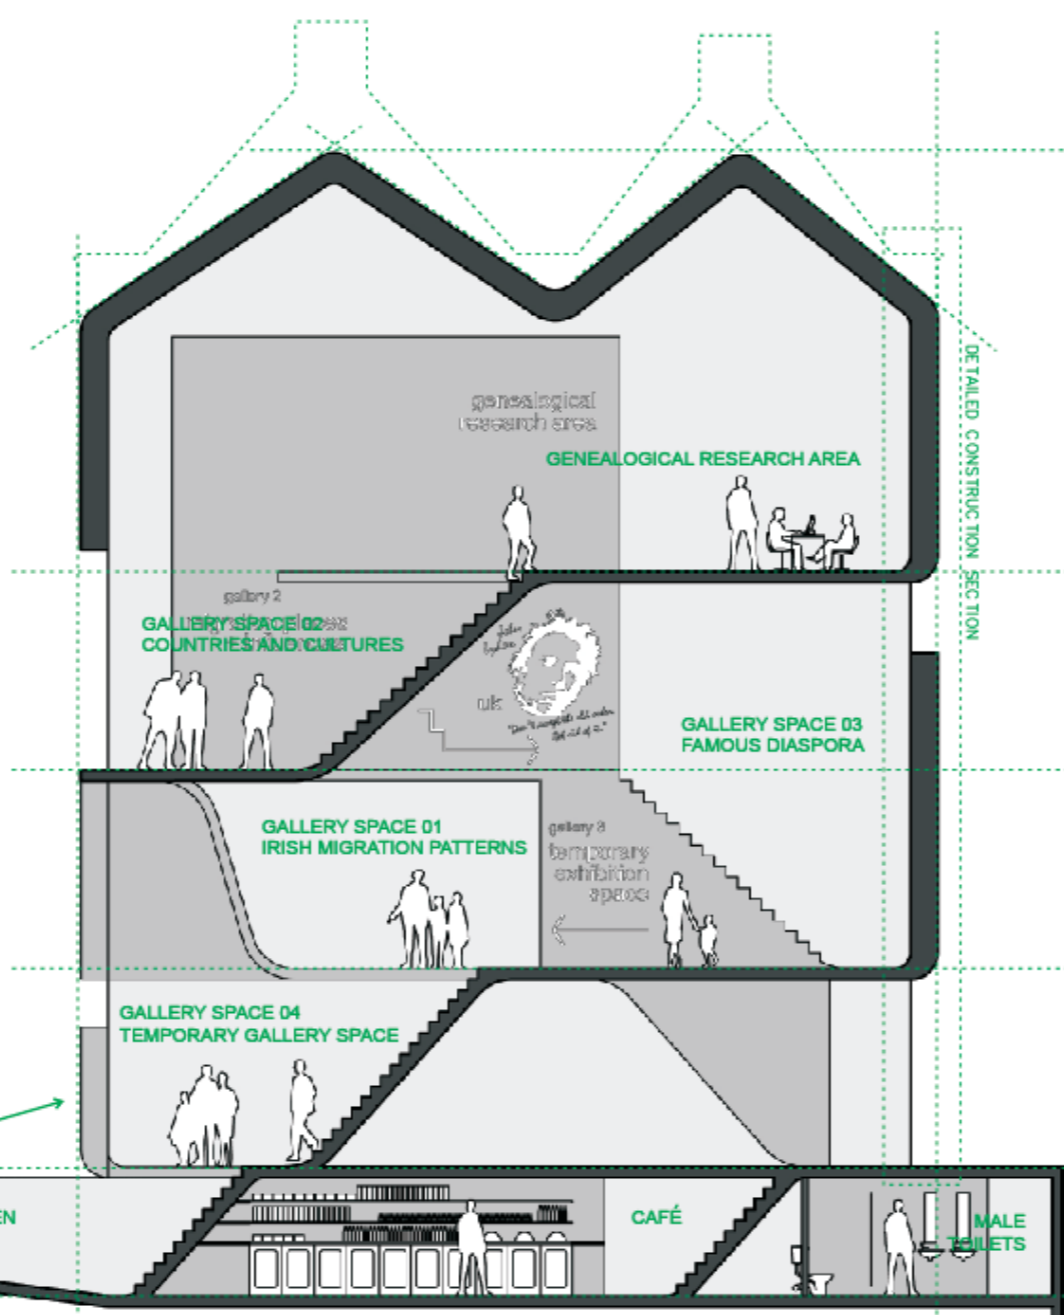 genealogical
research area
GENEALOGICAL RESEARCH AREA
DETAILED CONSTRUCTION SECTION
gallery 2
GALLERY SPACE 02
COUNTRIES AND CULTURES
uk
GALLERY SPACE 03
FAMOUS DIASPORA
GALLERY SPACE 01
IRISH MIGRATION PATTERNS
gallery 3
temporary
exhibition
space
GALLERY SPACE 04
TEMPORARY GALLERY SPACE
EN
CAFÉ
MALE
TOILETS